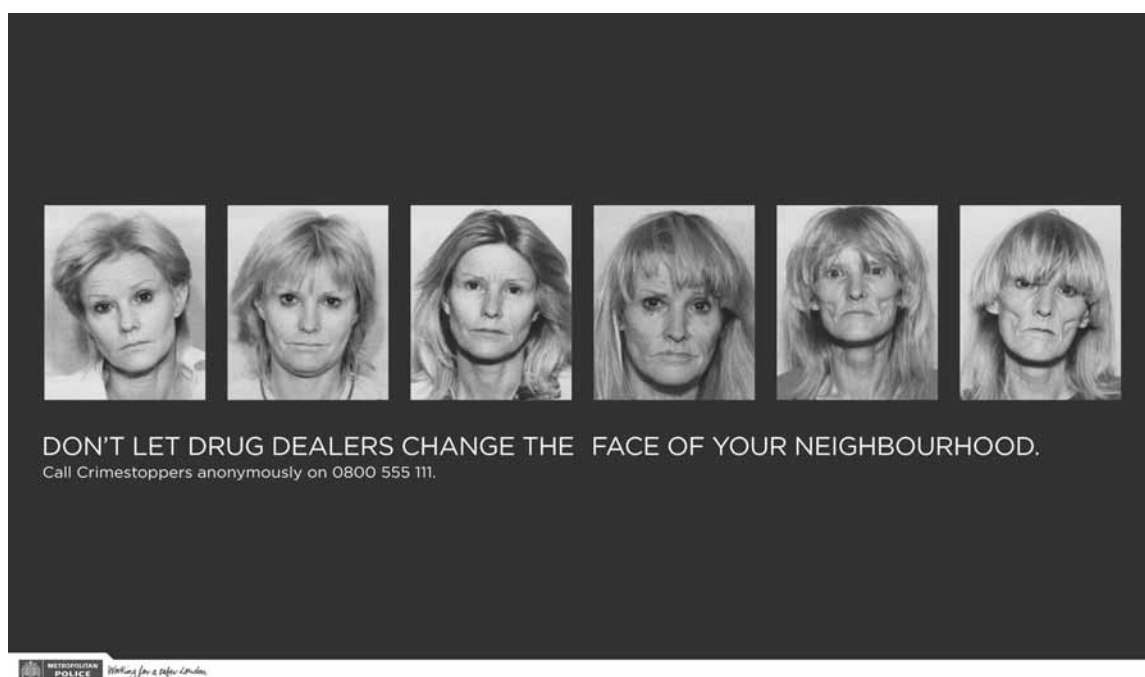 DON'T LET DRUG DEALERS CHANGE THE FACE OF YOUR NEIGHBOURHOOD.
Call Crimestoppers anonymously on 0800 555 111.
METROPOLITAN
POLICE
Working for a safer London